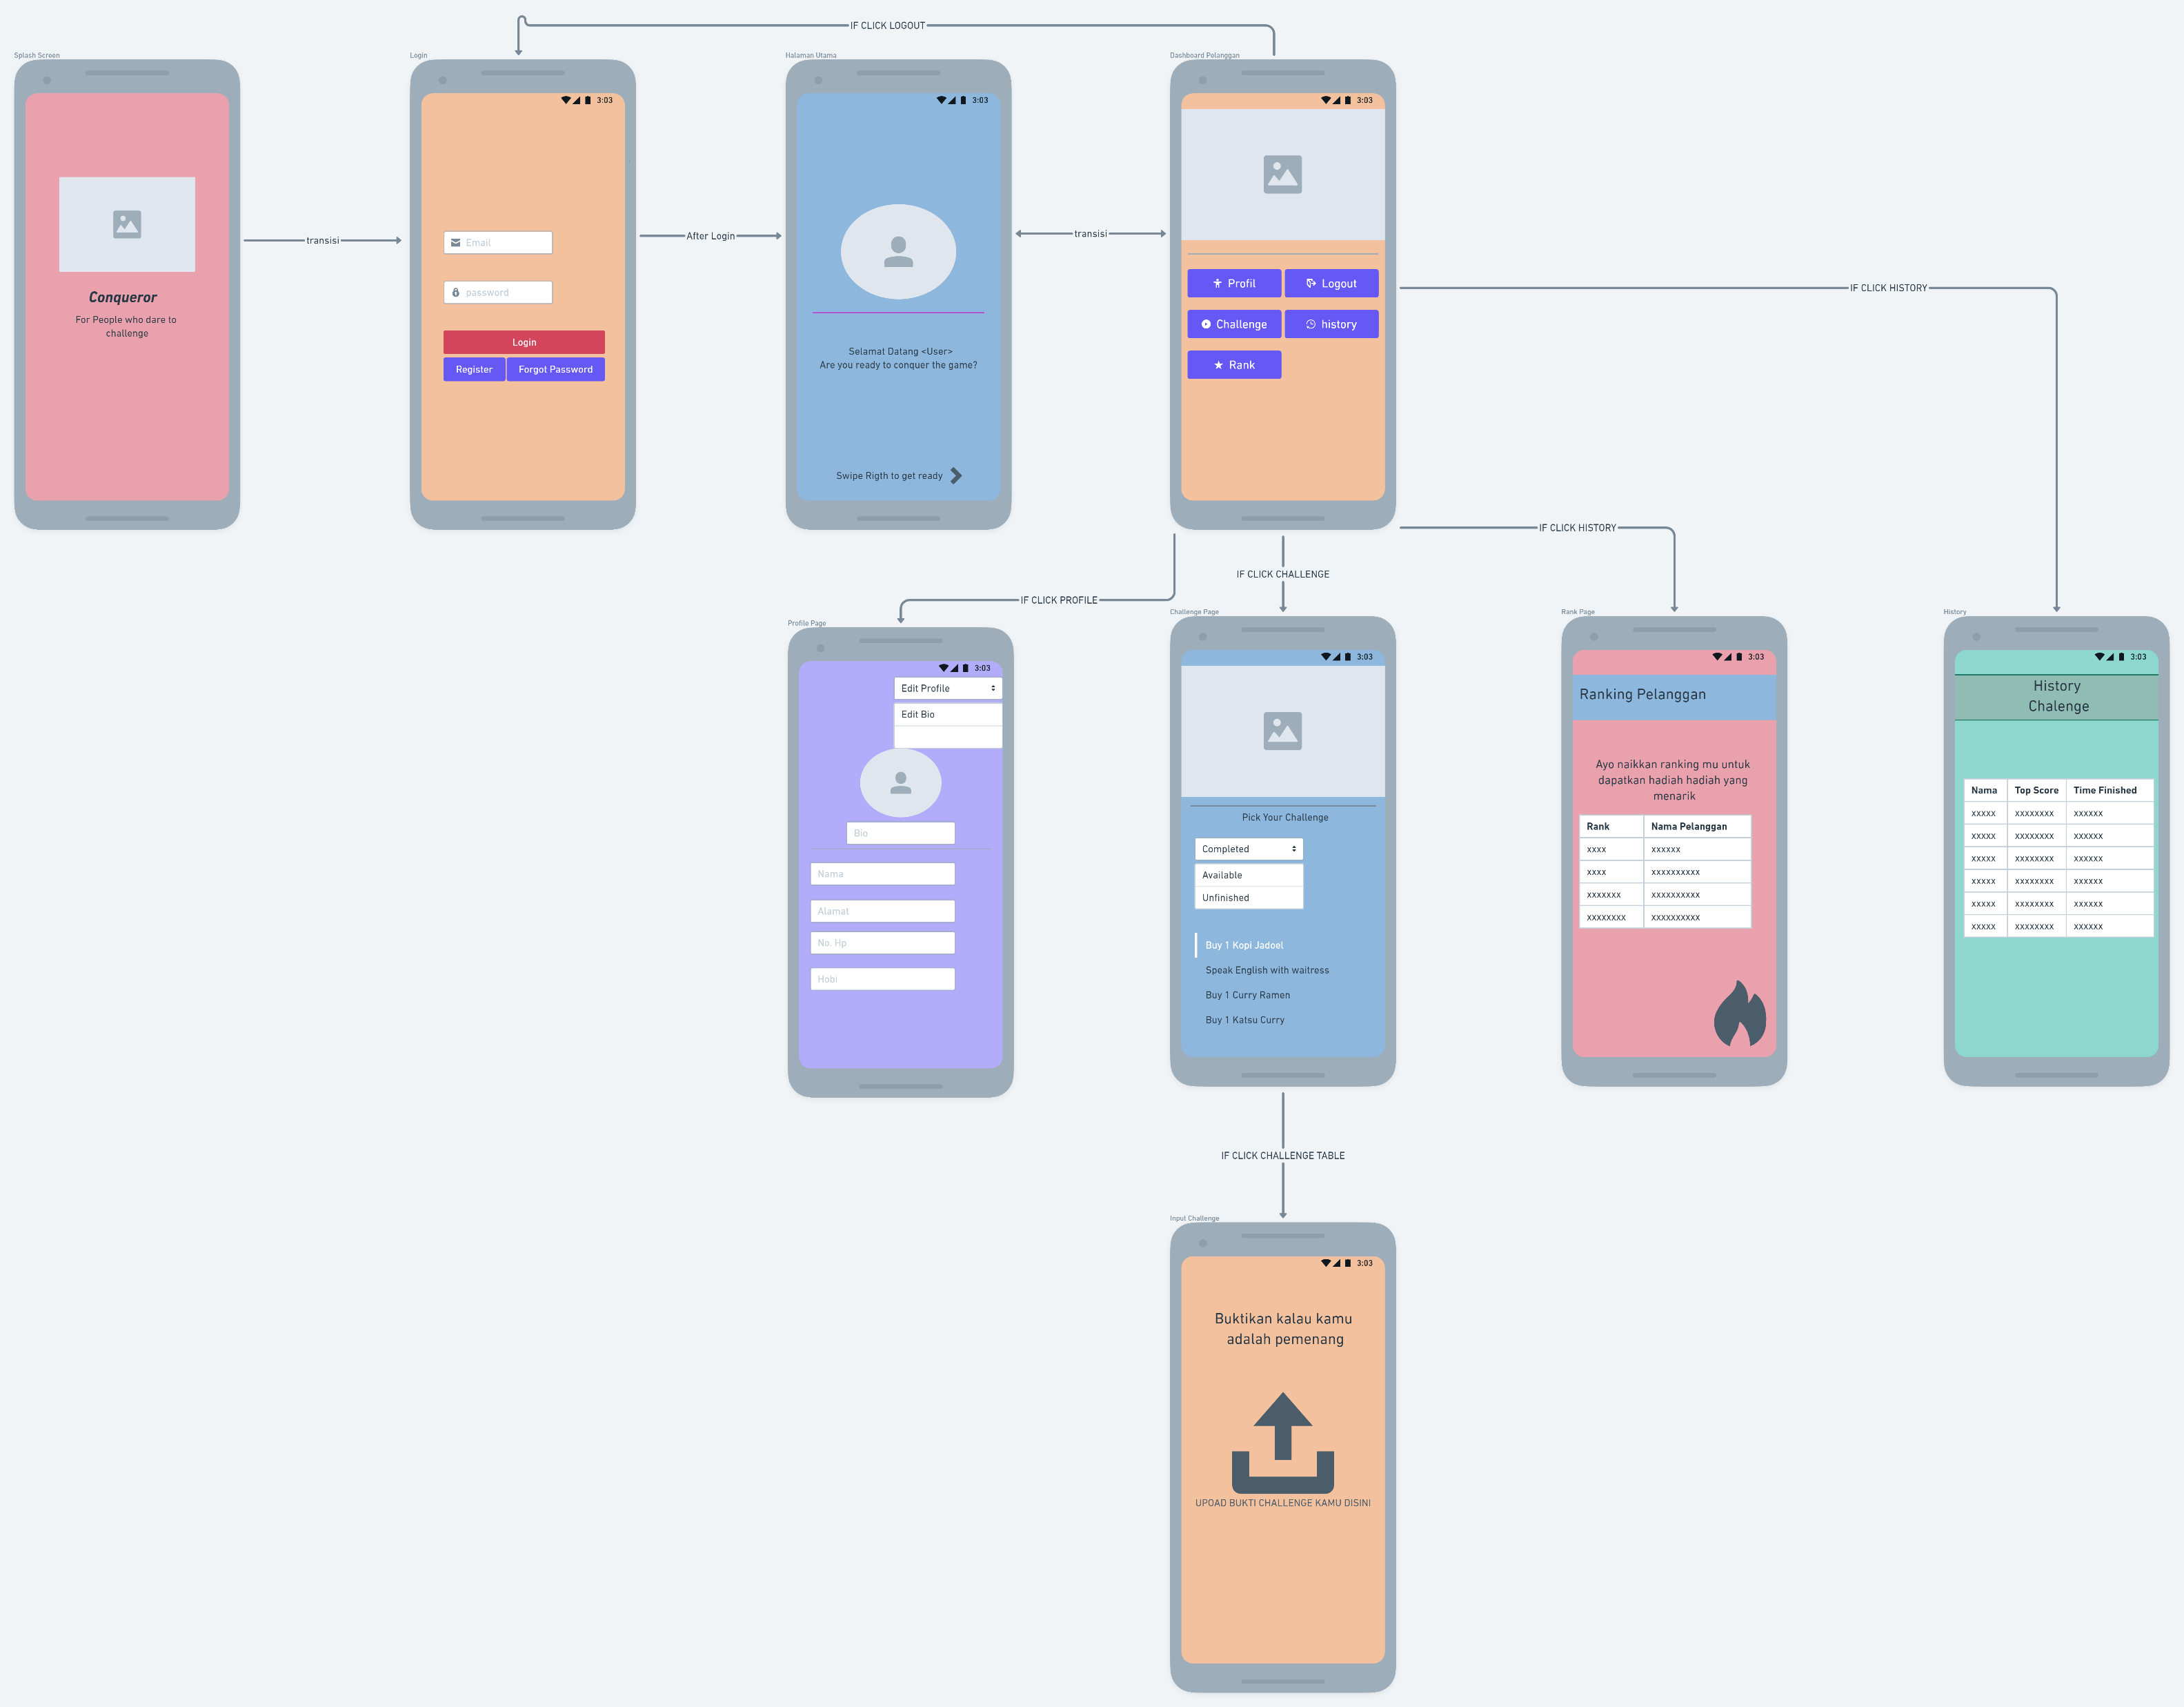 IF CLICK LOGOUT
Splash Screen
Login
Halaman Utama
Dashboard Pelanggan
3:03
3:03
3:03
Conqueror
For People who dare to
challenge
transisi
Email
password
Login
Register
Forgot Password
After Login
Selamat Datang <User>
Are you ready to conquer the game?
Swipe Rigth to get ready
transisi
Profil
Logout
Challenge
history
Rank
IF CLICK HISTORY
IF CLICK HISTORY
IF CLICK CHALLENGE
IF CLICK PROFILE
Profile Page
3:03
Edit Profile
Edit Bio
Bio
Nama
Alamat
No. Hp
Hobi
Challenge Page
3:03
Pick Your Challenge
Completed
Available
Unfinished
Buy 1 Kopi Jadoel
Speak English with waitress
Buy 1 Curry Ramen
Buy 1 Katsu Curry
Rank Page
3:03
Ranking Pelanggan
Ayo naikkan ranking mu untuk
dapatkan hadiah hadiah yang
menarik
Rank Nama Pelanggan
xxxx xxxxxx
xxxx xxxxxxxxxx
xxxxxxx xxxxxxxxxx
xxxxxxxx xxxxxxxxxx
History
3:03
History
Chalenge
Nama Top Score Time Finished
xxxxx xxxxxxxx xxxxxx
xxxxx xxxxxxxx xxxxxx
xxxxx xxxxxxxx xxxxxx
xxxxx xxxxxxxx xxxxxx
xxxxx xxxxxxxx xxxxxx
xxxxx xxxxxxxx xxxxxx
IF CLICK CHALLENGE TABLE
Input Challenge
3:03
Buktikan kalau kamu
adalah pemenang
UPOAD BUKTI CHALLENGE KAMU DISINI